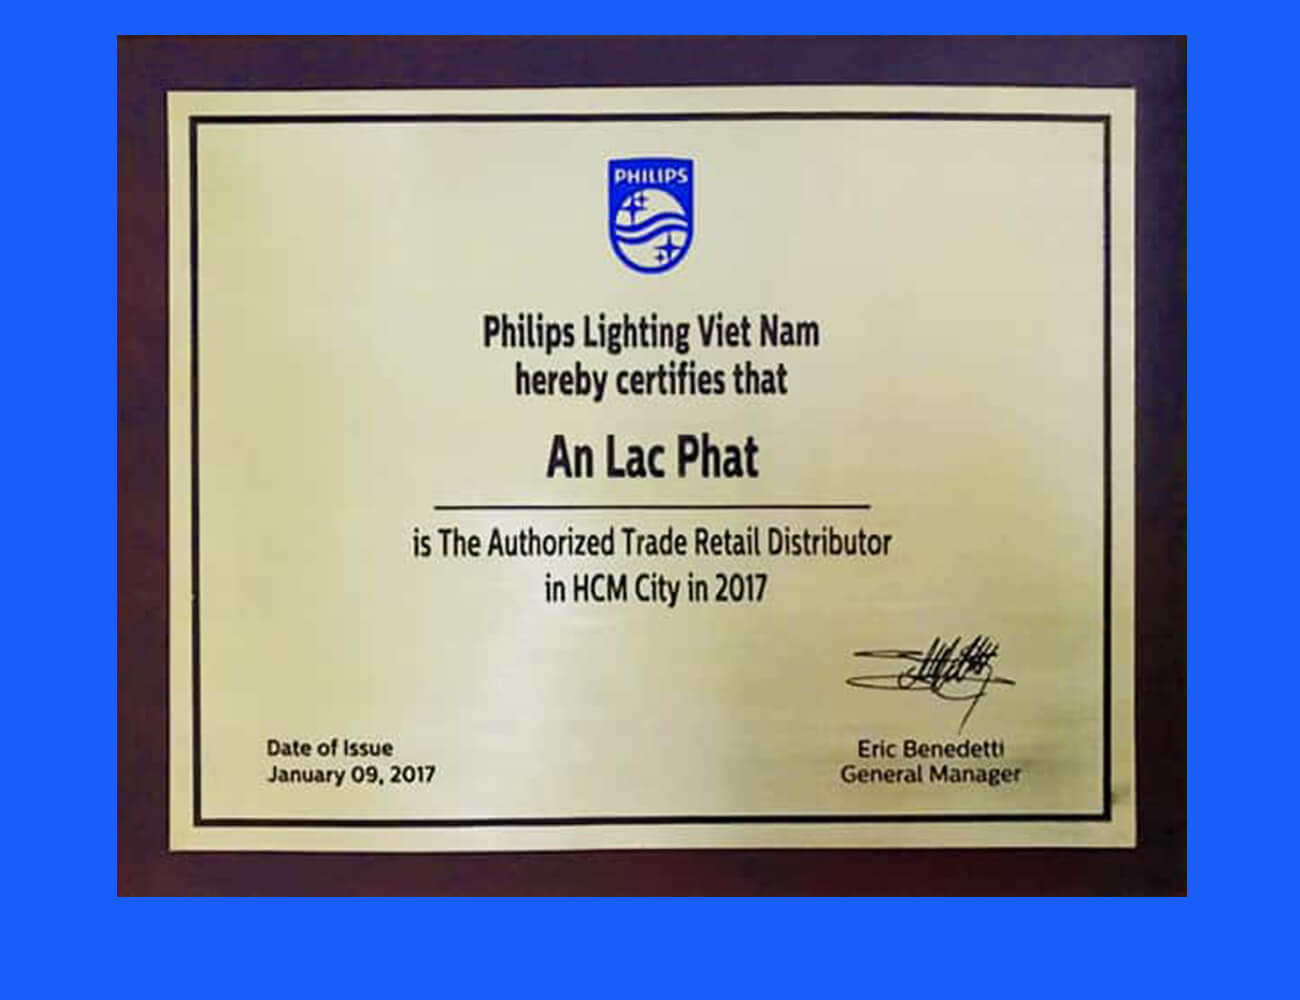 PHILIPS
Philips Lighting Viet Nam
hereby certifies that
An Lac Phat
is The Authorized Trade Retail Distributor
in HCM City in 2017
Date of Issue
January 09, 2017
Eric Benedetti
General Manager